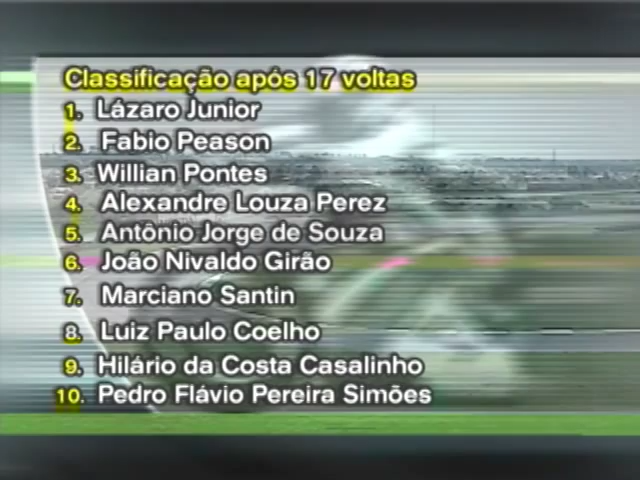 Classificação após 17 voltas
1. Lázaro Junior
2. Fabio Peason
3. Willian Pontes
4. Alexandre Louza Perez
5. Antônio Jorge de Souza
6. João Nivaldo Girão
7. Marciano Santin
8. Luiz Paulo Coelho
9. Hilário da Costa Casalinho
10. Pedro Flávio Pereira Simões